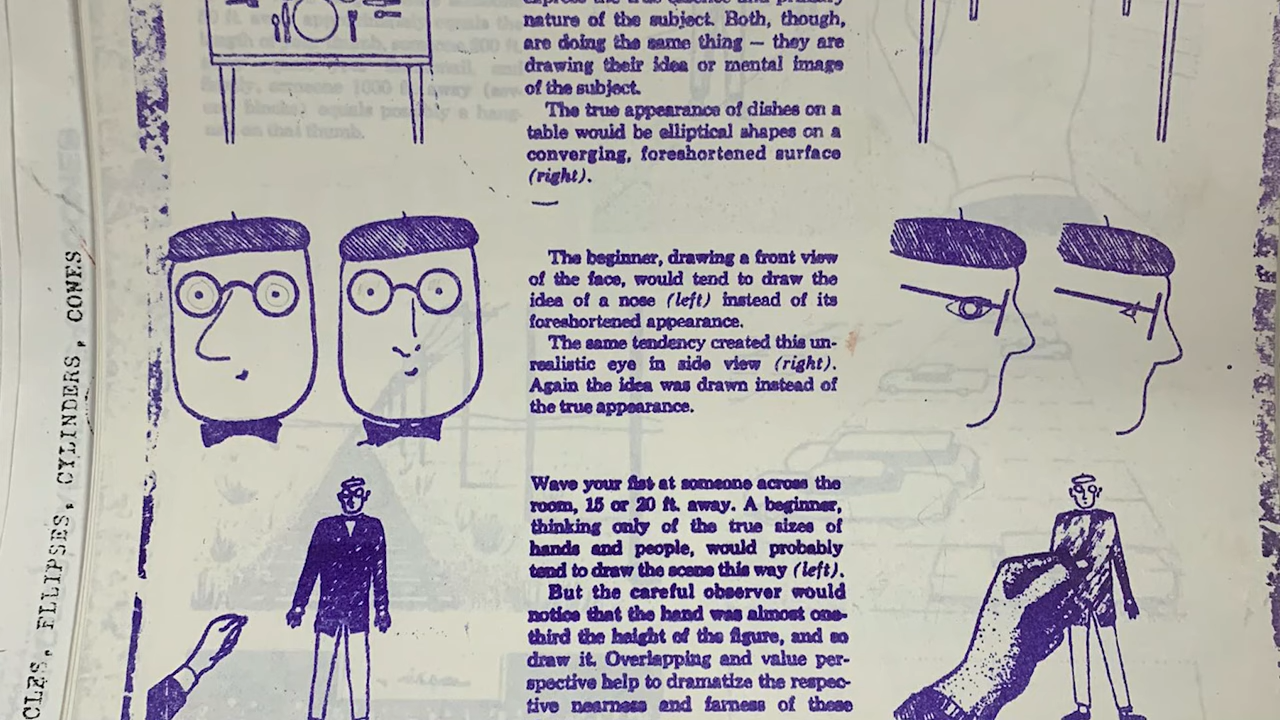 nature of the subject. Both, though,
are doing the same thing — they are
drawing their idea or mental image
of the subject.
The true appearance of dishes on a
table would be elliptical shapes on a
converging, foreshortened surface
(right).
The beginner, drawing a front view
of the face, would tend to draw the
idea of a nose (left) instead of its
foreshortened appearance.
The same tendency created this un-
realistic eye in side view (right).
Again the idea was drawn instead of
the true appearance.
Wave your fist at someone across the
room, 15 or 20 ft. away. A beginner,
thinking only of the true sizes of
hands and people, would probably
tend to draw the scene this way (left).
But the careful observer would
notice that the hand was almost one-
third the height of the figure, and so
draw it. Overlapping and value per-
spective help to dramatize the respec-
tive nearness and farness of these
CLES, ELLIPSES, CYLINDERS, CONES